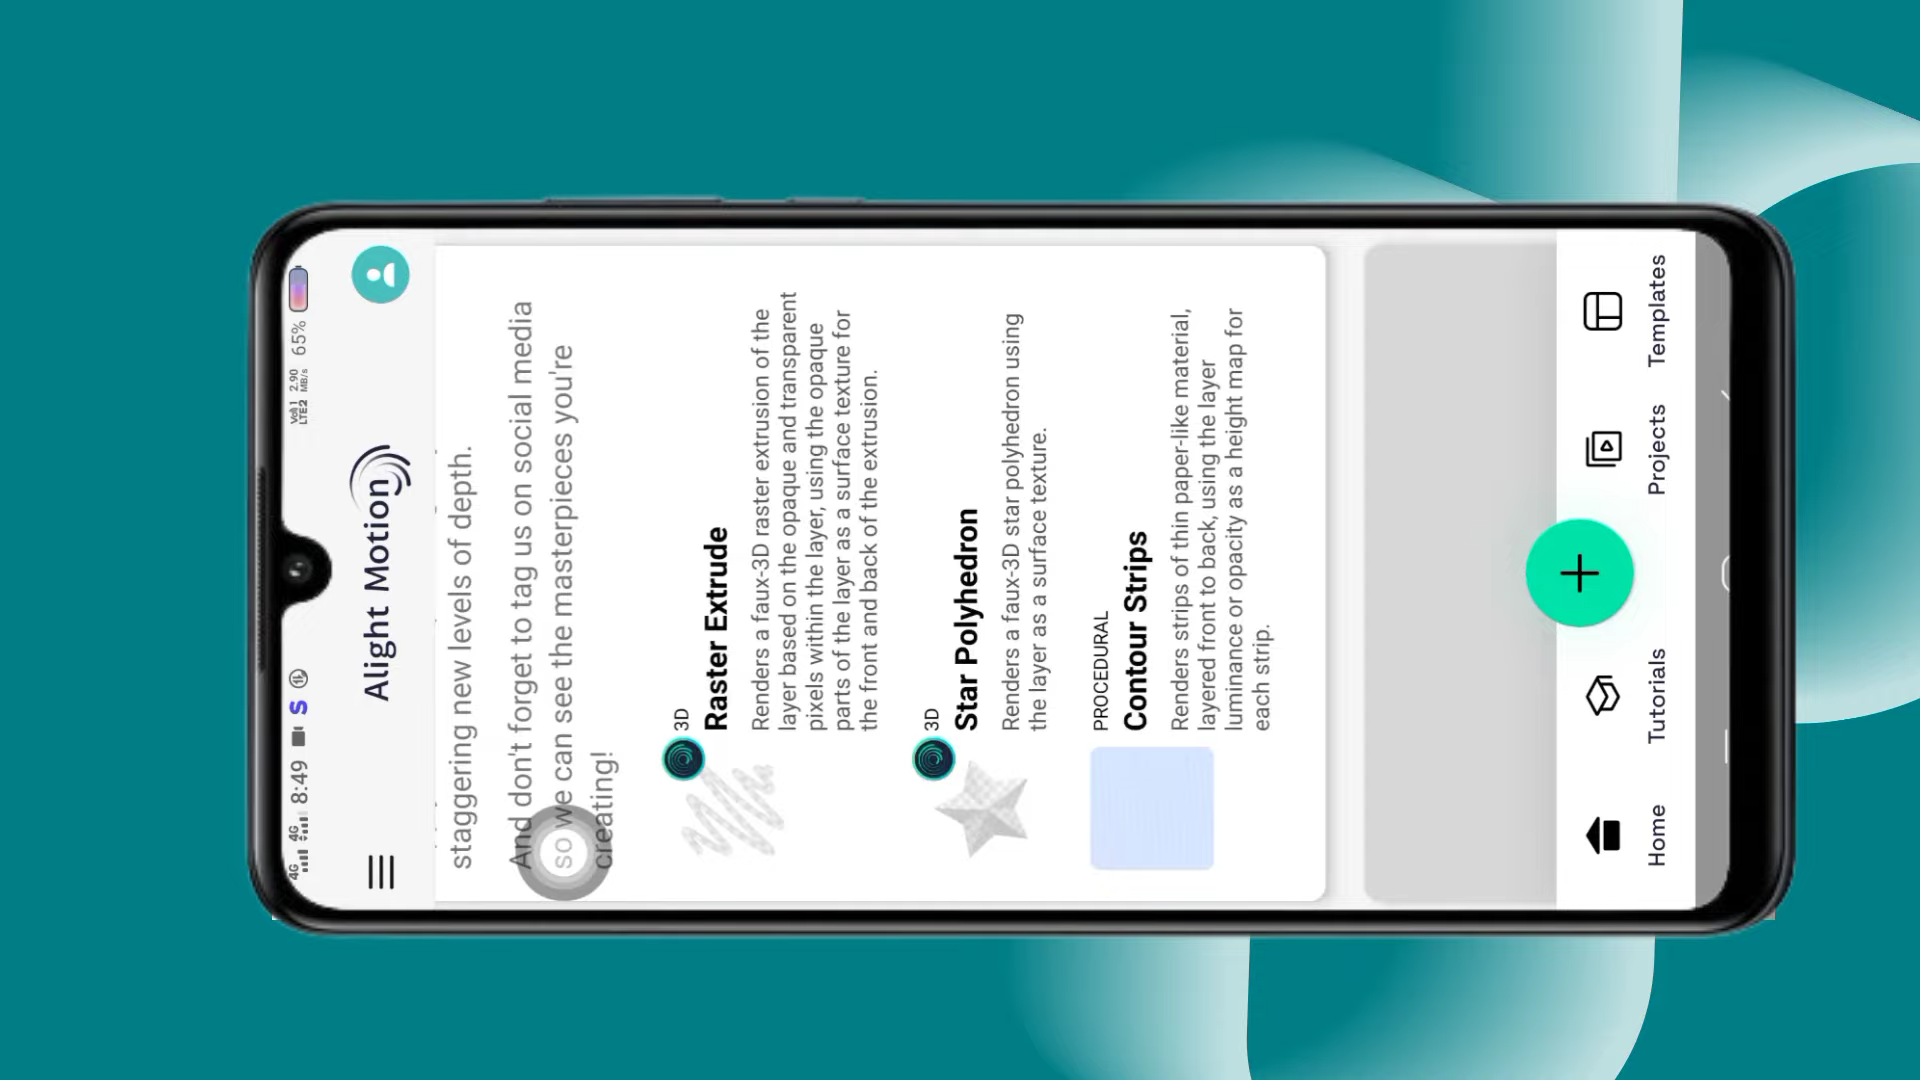 4G 4G 8:49 S
Vo)) 1
LTE2
2.90
MB/s
65%
Alight Motion
staggering new levels of depth.
And don't forget to tag us on social media
so we can see the masterpieces you're
creating!
3D
Raster Extrude
Renders a faux-3D raster extrusion of the
layer based on the opaque and transparent
pixels within the layer, using the opaque
parts of the layer as a surface texture for
the front and back of the extrusion.
3D
Star Polyhedron
Renders a faux-3D star polyhedron using
the layer as a surface texture.
PROCEDURAL
Contour Strips
Renders strips of thin paper-like material,
layered front to back, using the layer
luminance or opacity as a height map for
each strip.
Home
Tutorials
Projects
Templates